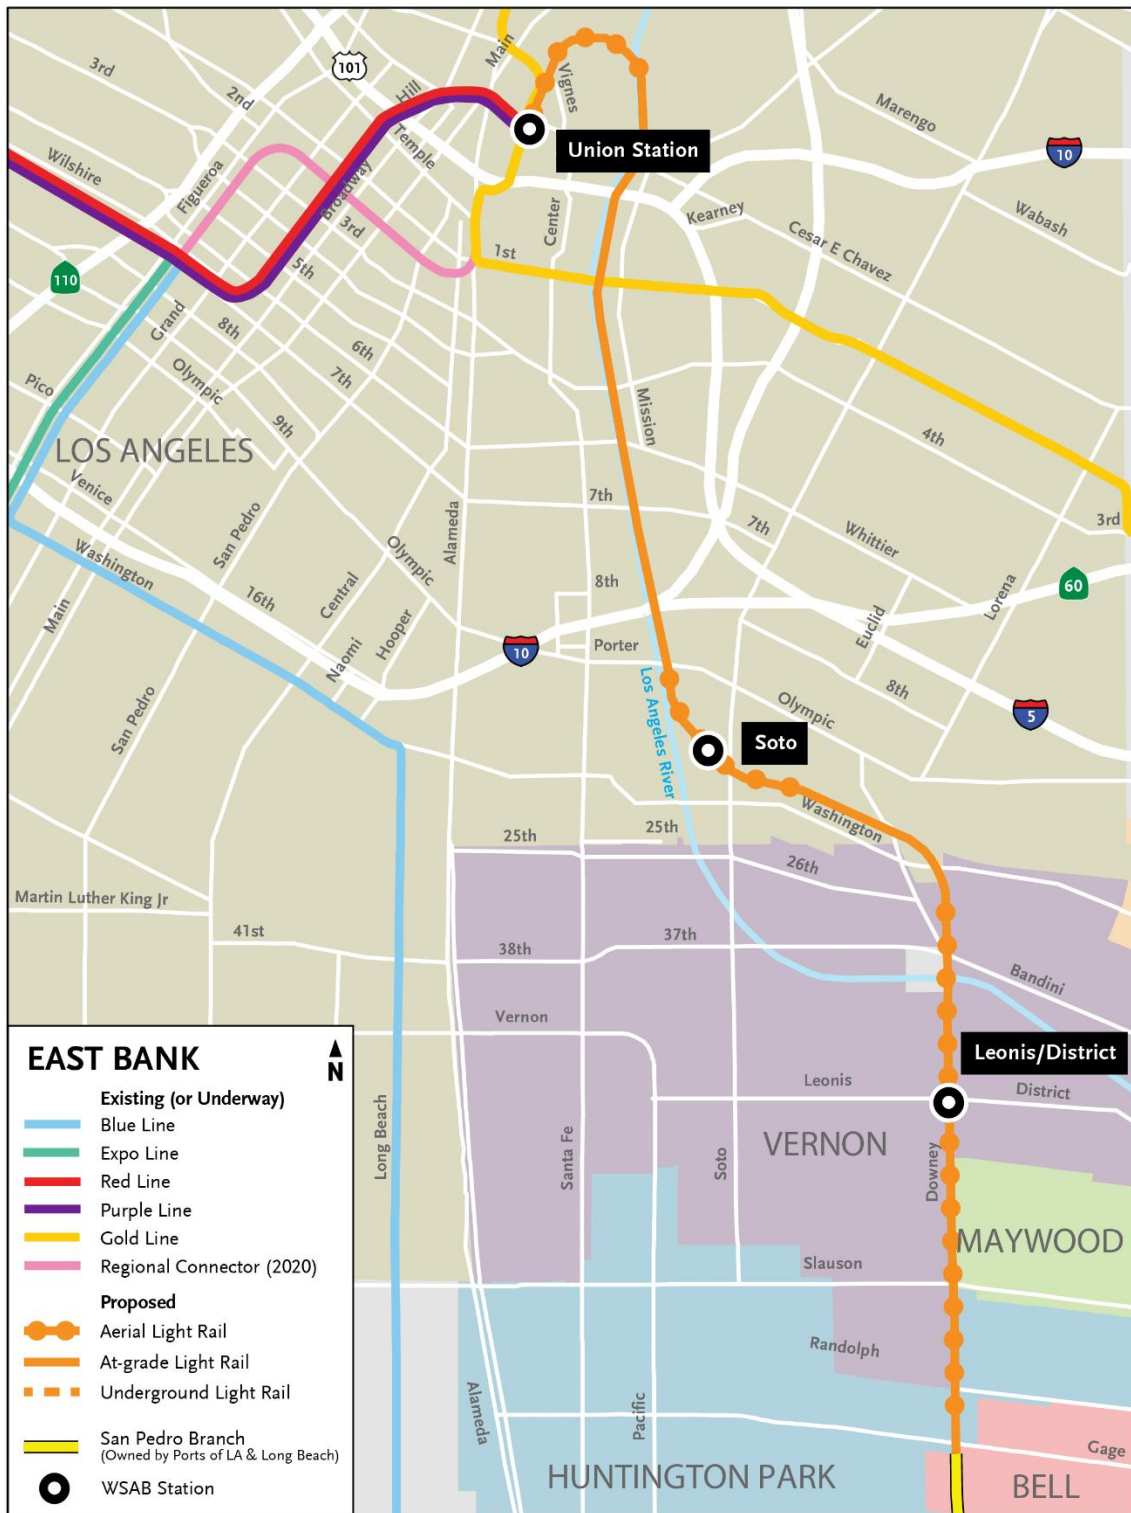 Main
101
3rd
2nd
Hill
Vignes
Marengo
Temple
Union Station
10
Wilshire
Figueroa
Broadway
3rd
Center
Kearney
Cesar E Chavez
Wabash
1st
110
5th
Grand
8th
6th
7th
Olympic
Pico
9th
Mission
4th
LOS ANGELES
Venice
San Pedro
Alameda
7th
7th
Whittier
3rd
Washington
16th
Central
Olympic
8th
60
Main
Naomi
Hooper
10
Porter
Euclid
Lorena
San Pedro
Los Angeles River
8th
Olympic
5
Soto
Washington
25th
25th
26th
Martin Luther King Jr
41st
38th
37th
Bandini
Vernon
Leonis/District
Leonis
District
Long Beach
Santa Fe
Soto
VERNON
Downey
MAYWOOD
Slauson
Randolph
Alameda
Pacific
Gage
HUNTINGTON PARK
BELL
EAST BANK
N
Existing (or Underway)
Blue Line
Expo Line
Red Line
Purple Line
Gold Line
Regional Connector (2020)
Proposed
Aerial Light Rail
At-grade Light Rail
Underground Light Rail
San Pedro Branch
(Owned by Ports of LA & Long Beach)
WSAB Station